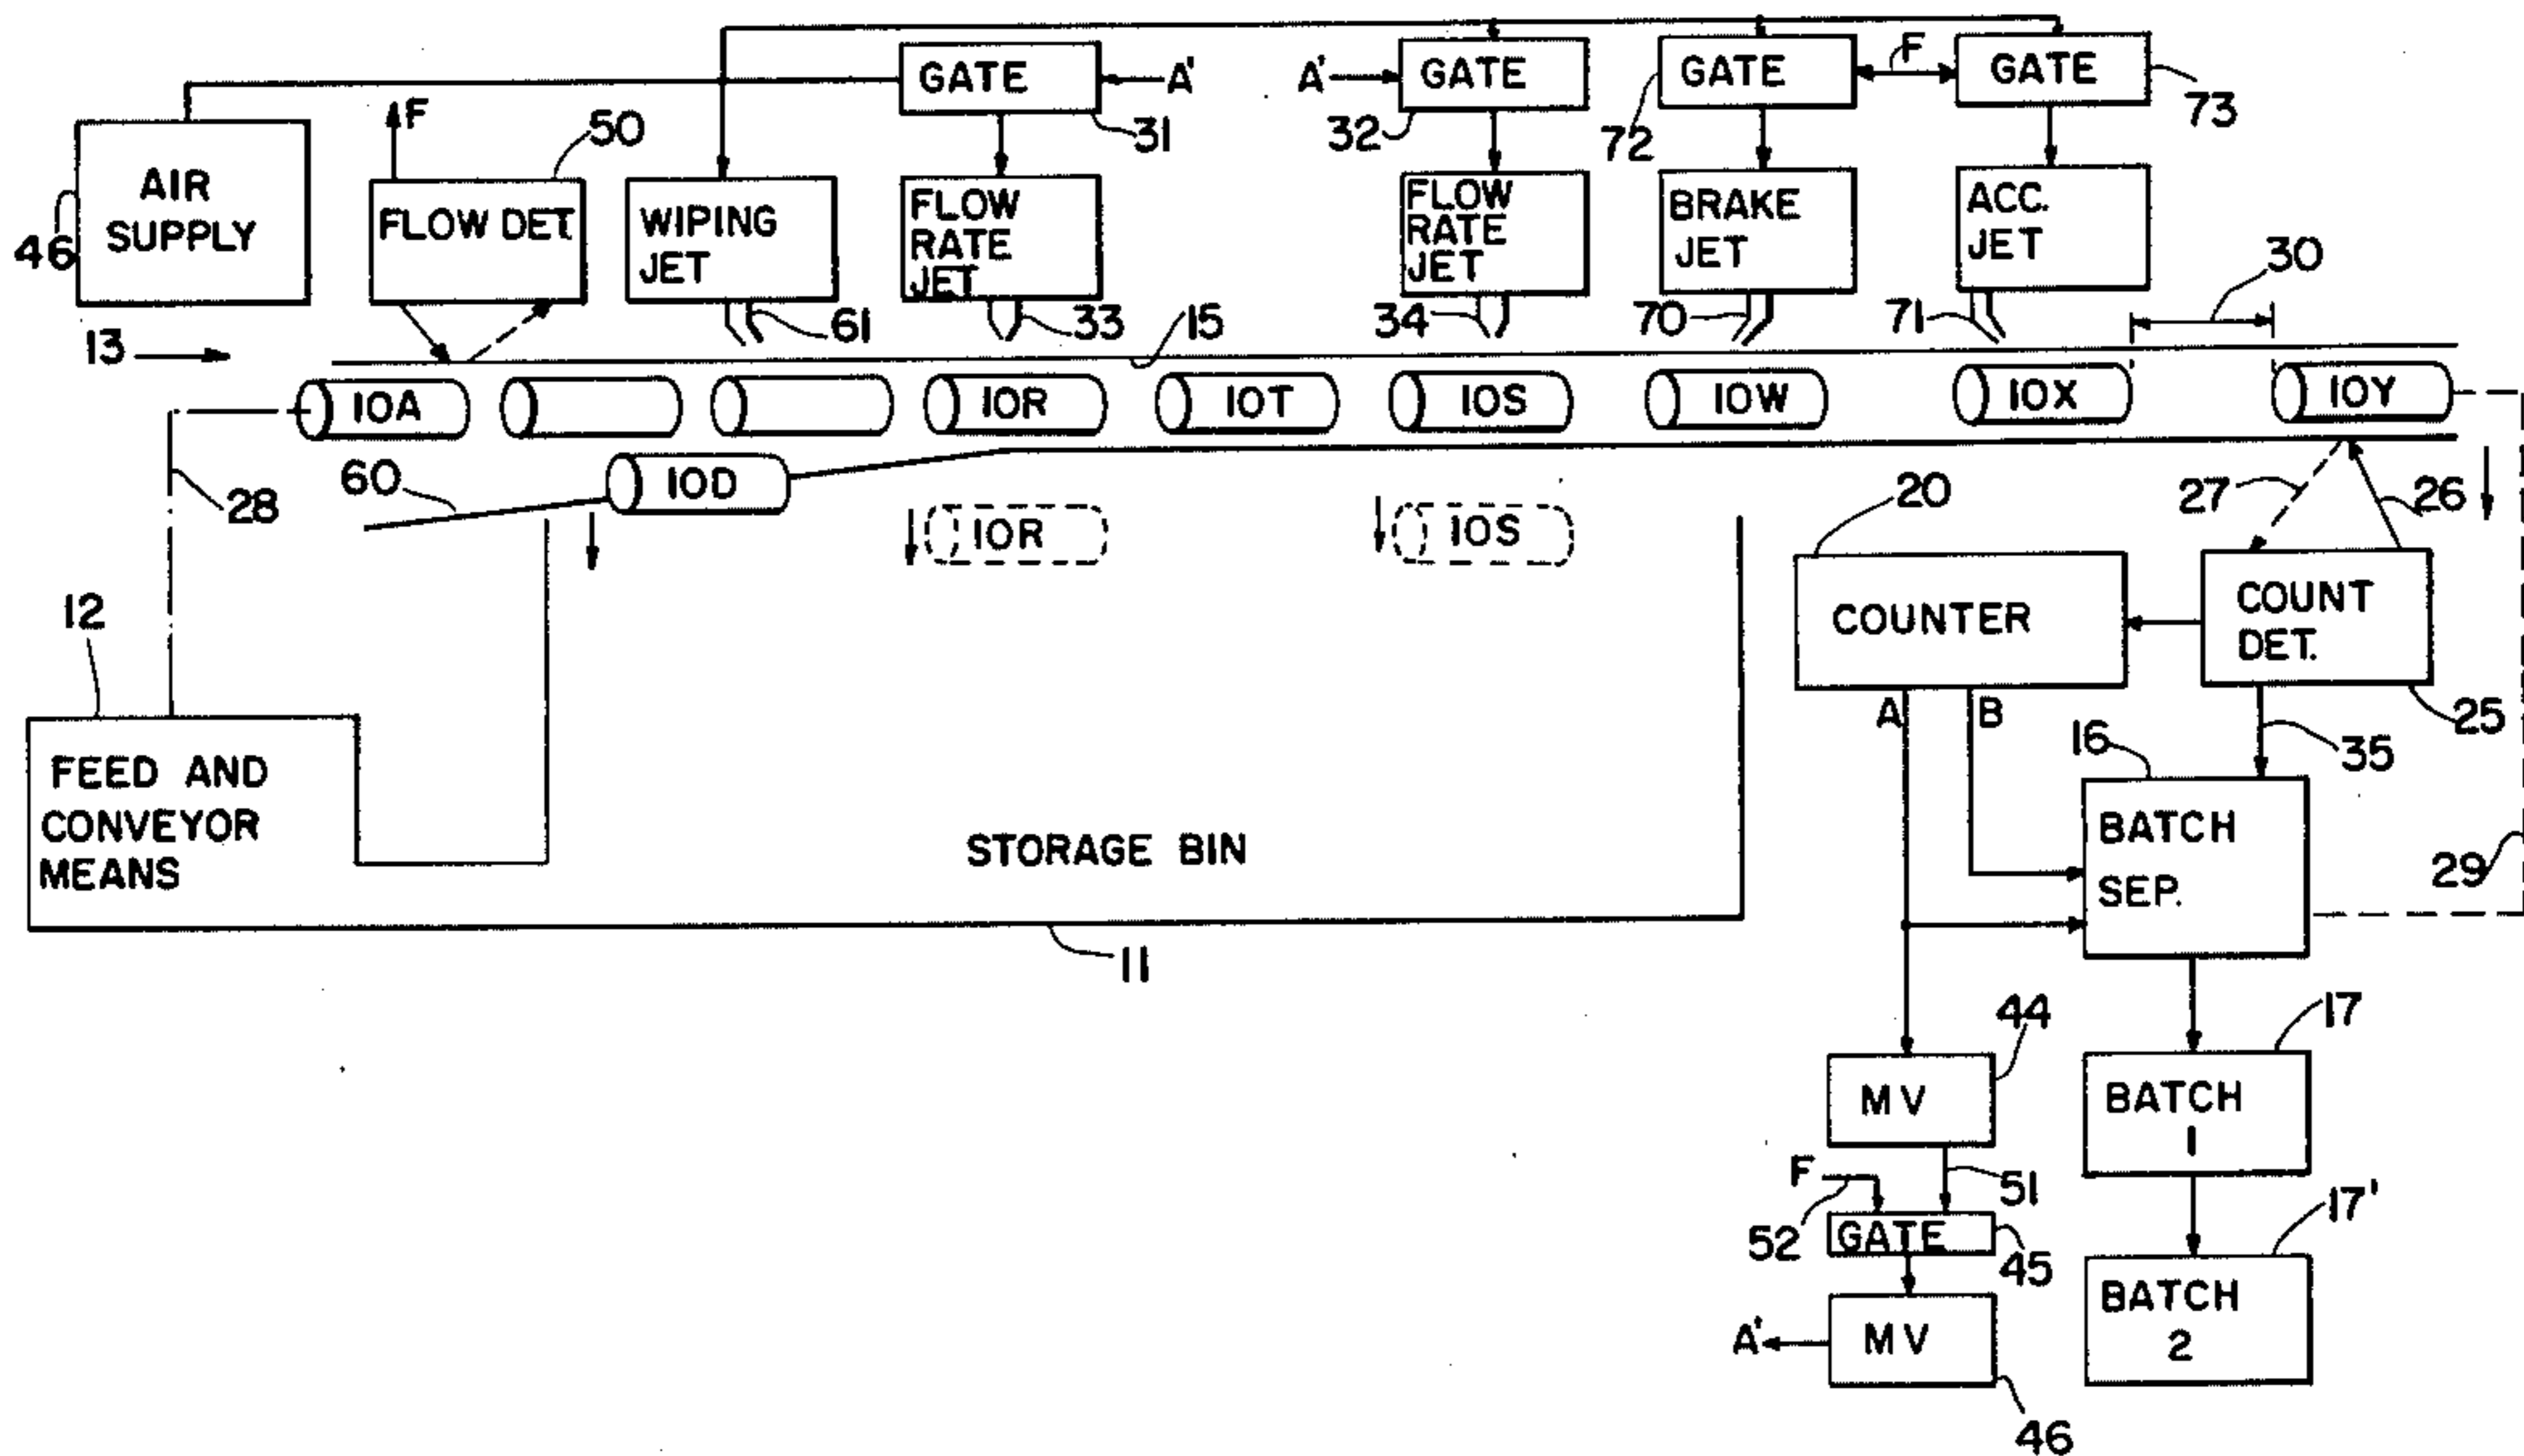 GATE
A'
31
A'
GATE
32
GATE
72
F
GATE
73
AIR
SUPPLY
46
F
50
FLOW DET.
WIPING
JET
61
FLOW
RATE
JET
33
FLOW
RATE
JET
34
BRAKE
JET
70
ACC.
JET
71
30
13
15
10A
10R
10T
10S
10W
10X
10Y
28
60
10D
10R
10S
20
27
26
12
COUNTER
COUNT
DET.
A
B
25
35
16
FEED AND
CONVEYOR
MEANS
STORAGE BIN
11
BATCH
SEP.
29
44
17
MV
BATCH
1
F
51
52
GATE
45
17'
BATCH
2
A'
MV
46